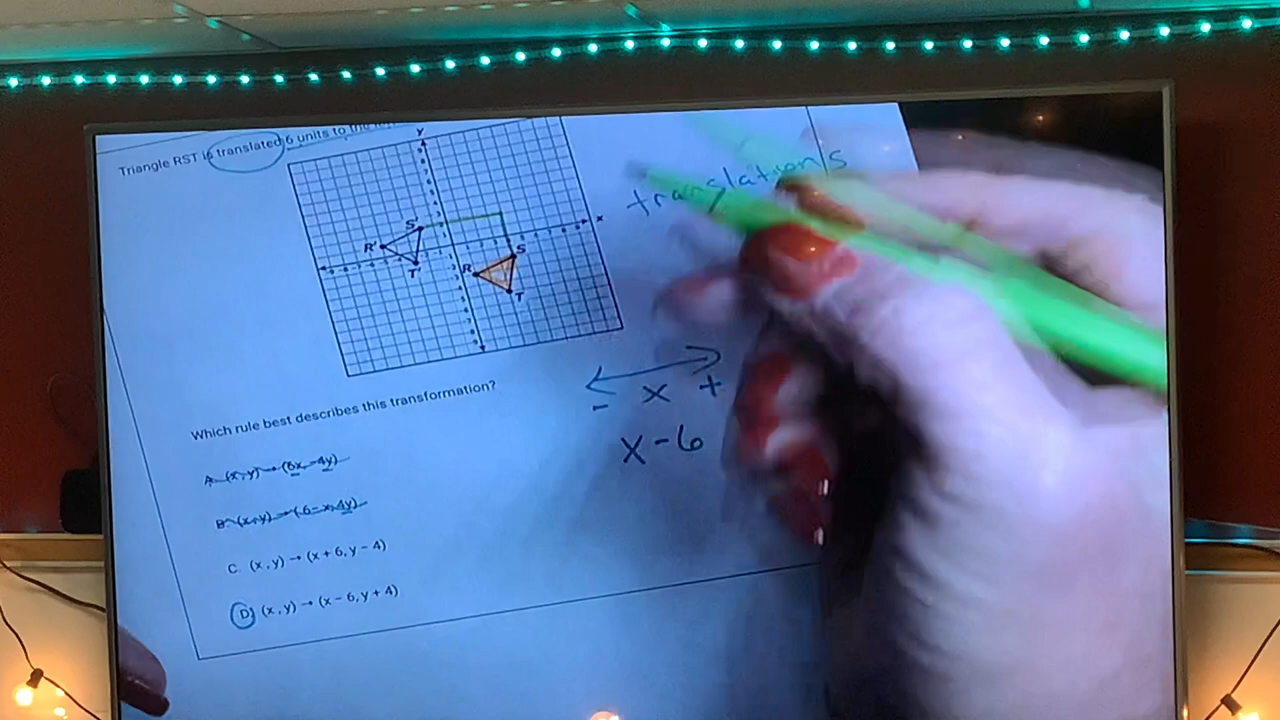 Triangle RST is translated 6 units to the
y
x
S'
R'
T'
S
R
T
translation/s
- x +
x-6
Which rule best describes this transformation?
A. (x, y) → (6x, -4y)
B. (x, y) → (-6 - x, 4y)
C. (x, y) → (x + 6, y - 4)
D. (x, y) → (x - 6, y + 4)